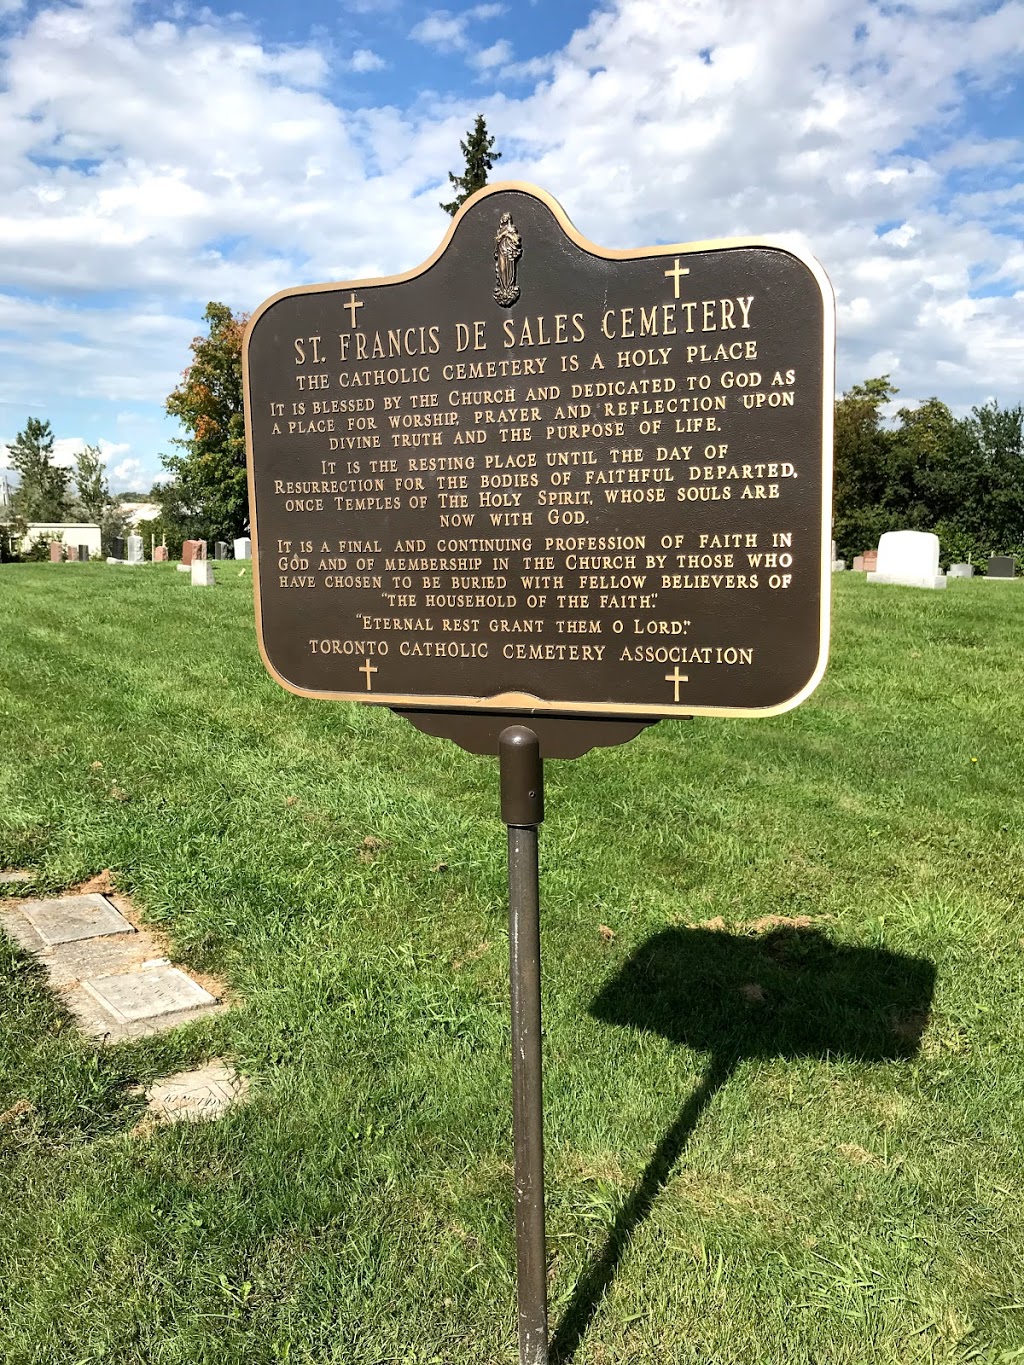 ST. FRANCIS DE SALES CEMETERY
THE CATHOLIC CEMETERY IS A HOLY PLACE
IT IS BLESSED BY THE CHURCH AND DEDICATED TO GOD AS
A PLACE FOR WORSHIP, PRAYER AND REFLECTION UPON
DIVINE TRUTH AND THE PURPOSE OF LIFE.
IT IS THE RESTING PLACE UNTIL THE DAY OF
RESURRECTION FOR THE BODIES OF FAITHFUL DEPARTED,
ONCE TEMPLES OF THE HOLY SPIRIT, WHOSE SOULS ARE
NOW WITH GOD.
IT IS A FINAL AND CONTINUING PROFESSION OF FAITH IN
GOD AND OF MEMBERSHIP IN THE CHURCH BY THOSE WHO
HAVE CHOSEN TO BE BURIED WITH FELLOW BELIEVERS OF
"THE HOUSEHOLD OF THE FAITH."
"ETERNAL REST GRANT THEM O LORD."
TORONTO CATHOLIC CEMETERY ASSOCIATION